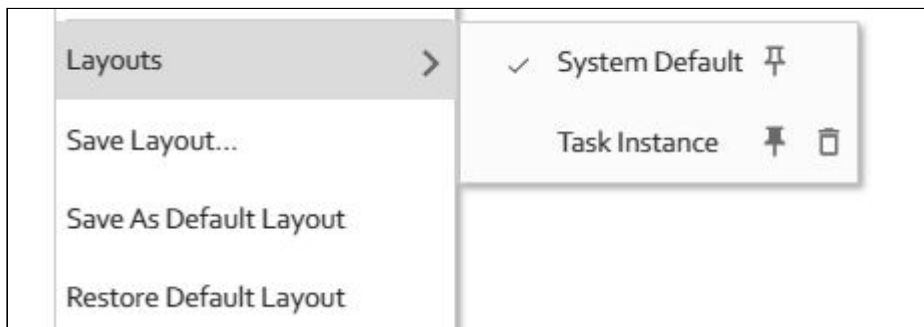 Layouts
System Default
Task Instance
Save Layout...
Save As Default Layout
Restore Default Layout